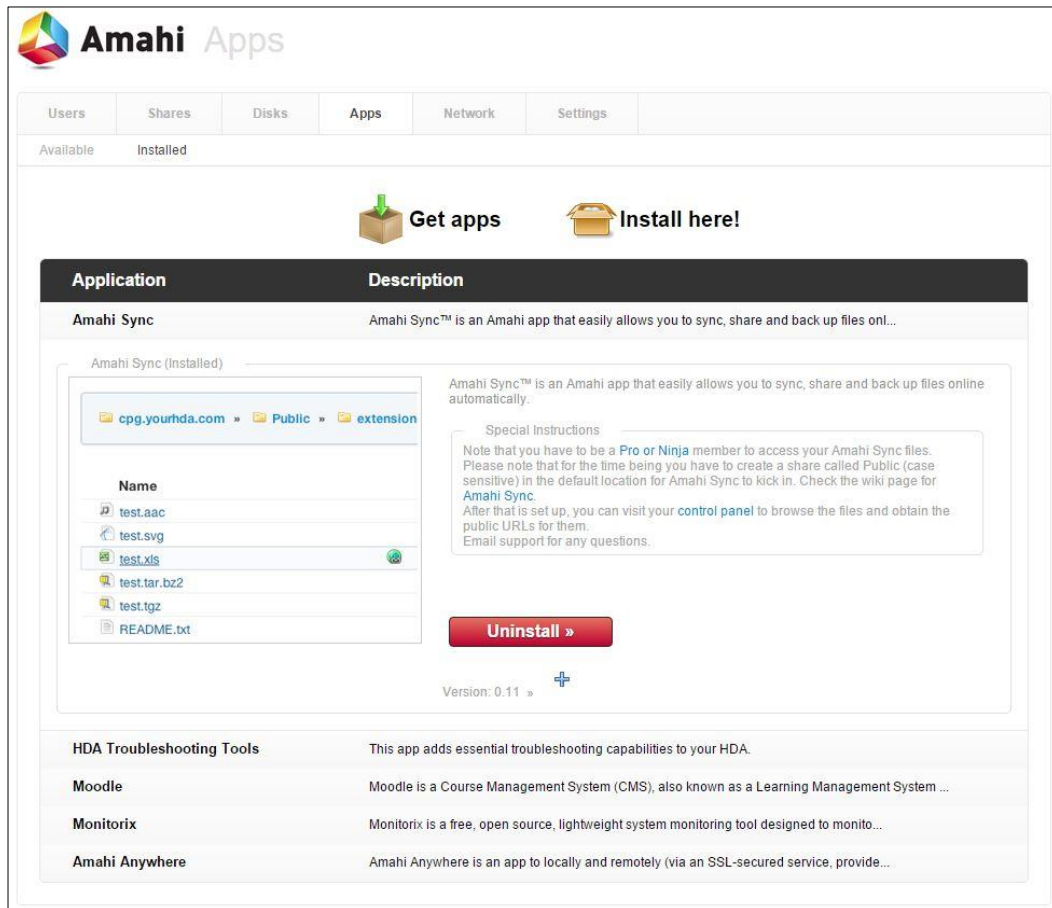 Amahi Apps
Users Shares Disks Apps Network Settings
Available Installed
Get apps Install here!
Application Description
Amahi Sync Amahi Sync™ is an Amahi app that easily allows you to sync, share and back up files onl...
Amahi Sync (Installed)
Amahi Sync™ is an Amahi app that easily allows you to sync, share and back up files online
automatically.
cpg.yourhda.com » Public » extension
Name
test.aac
test.svg
test.xls
test.tar.bz2
test.tgz
README.txt
Special Instructions
Note that you have to be a Pro or Ninja member to access your Amahi Sync files.
Please note that for the time being you have to create a share called Public (case
sensitive) in the default location for Amahi Sync to kick in. Check the wiki page for
Amahi Sync.
After that is set up, you can visit your control panel to browse the files and obtain the
public URLs for them.
Email support for any questions.
Uninstall »
Version: 0.11 »
HDA Troubleshooting Tools This app adds essential troubleshooting capabilities to your HDA.
Moodle Moodle is a Course Management System (CMS), also known as a Learning Management System ...
Monitorix Monitorix is a free, open source, lightweight system monitoring tool designed to monito...
Amahi Anywhere Amahi Anywhere is an app to locally and remotely (via an SSL-secured service, provide...